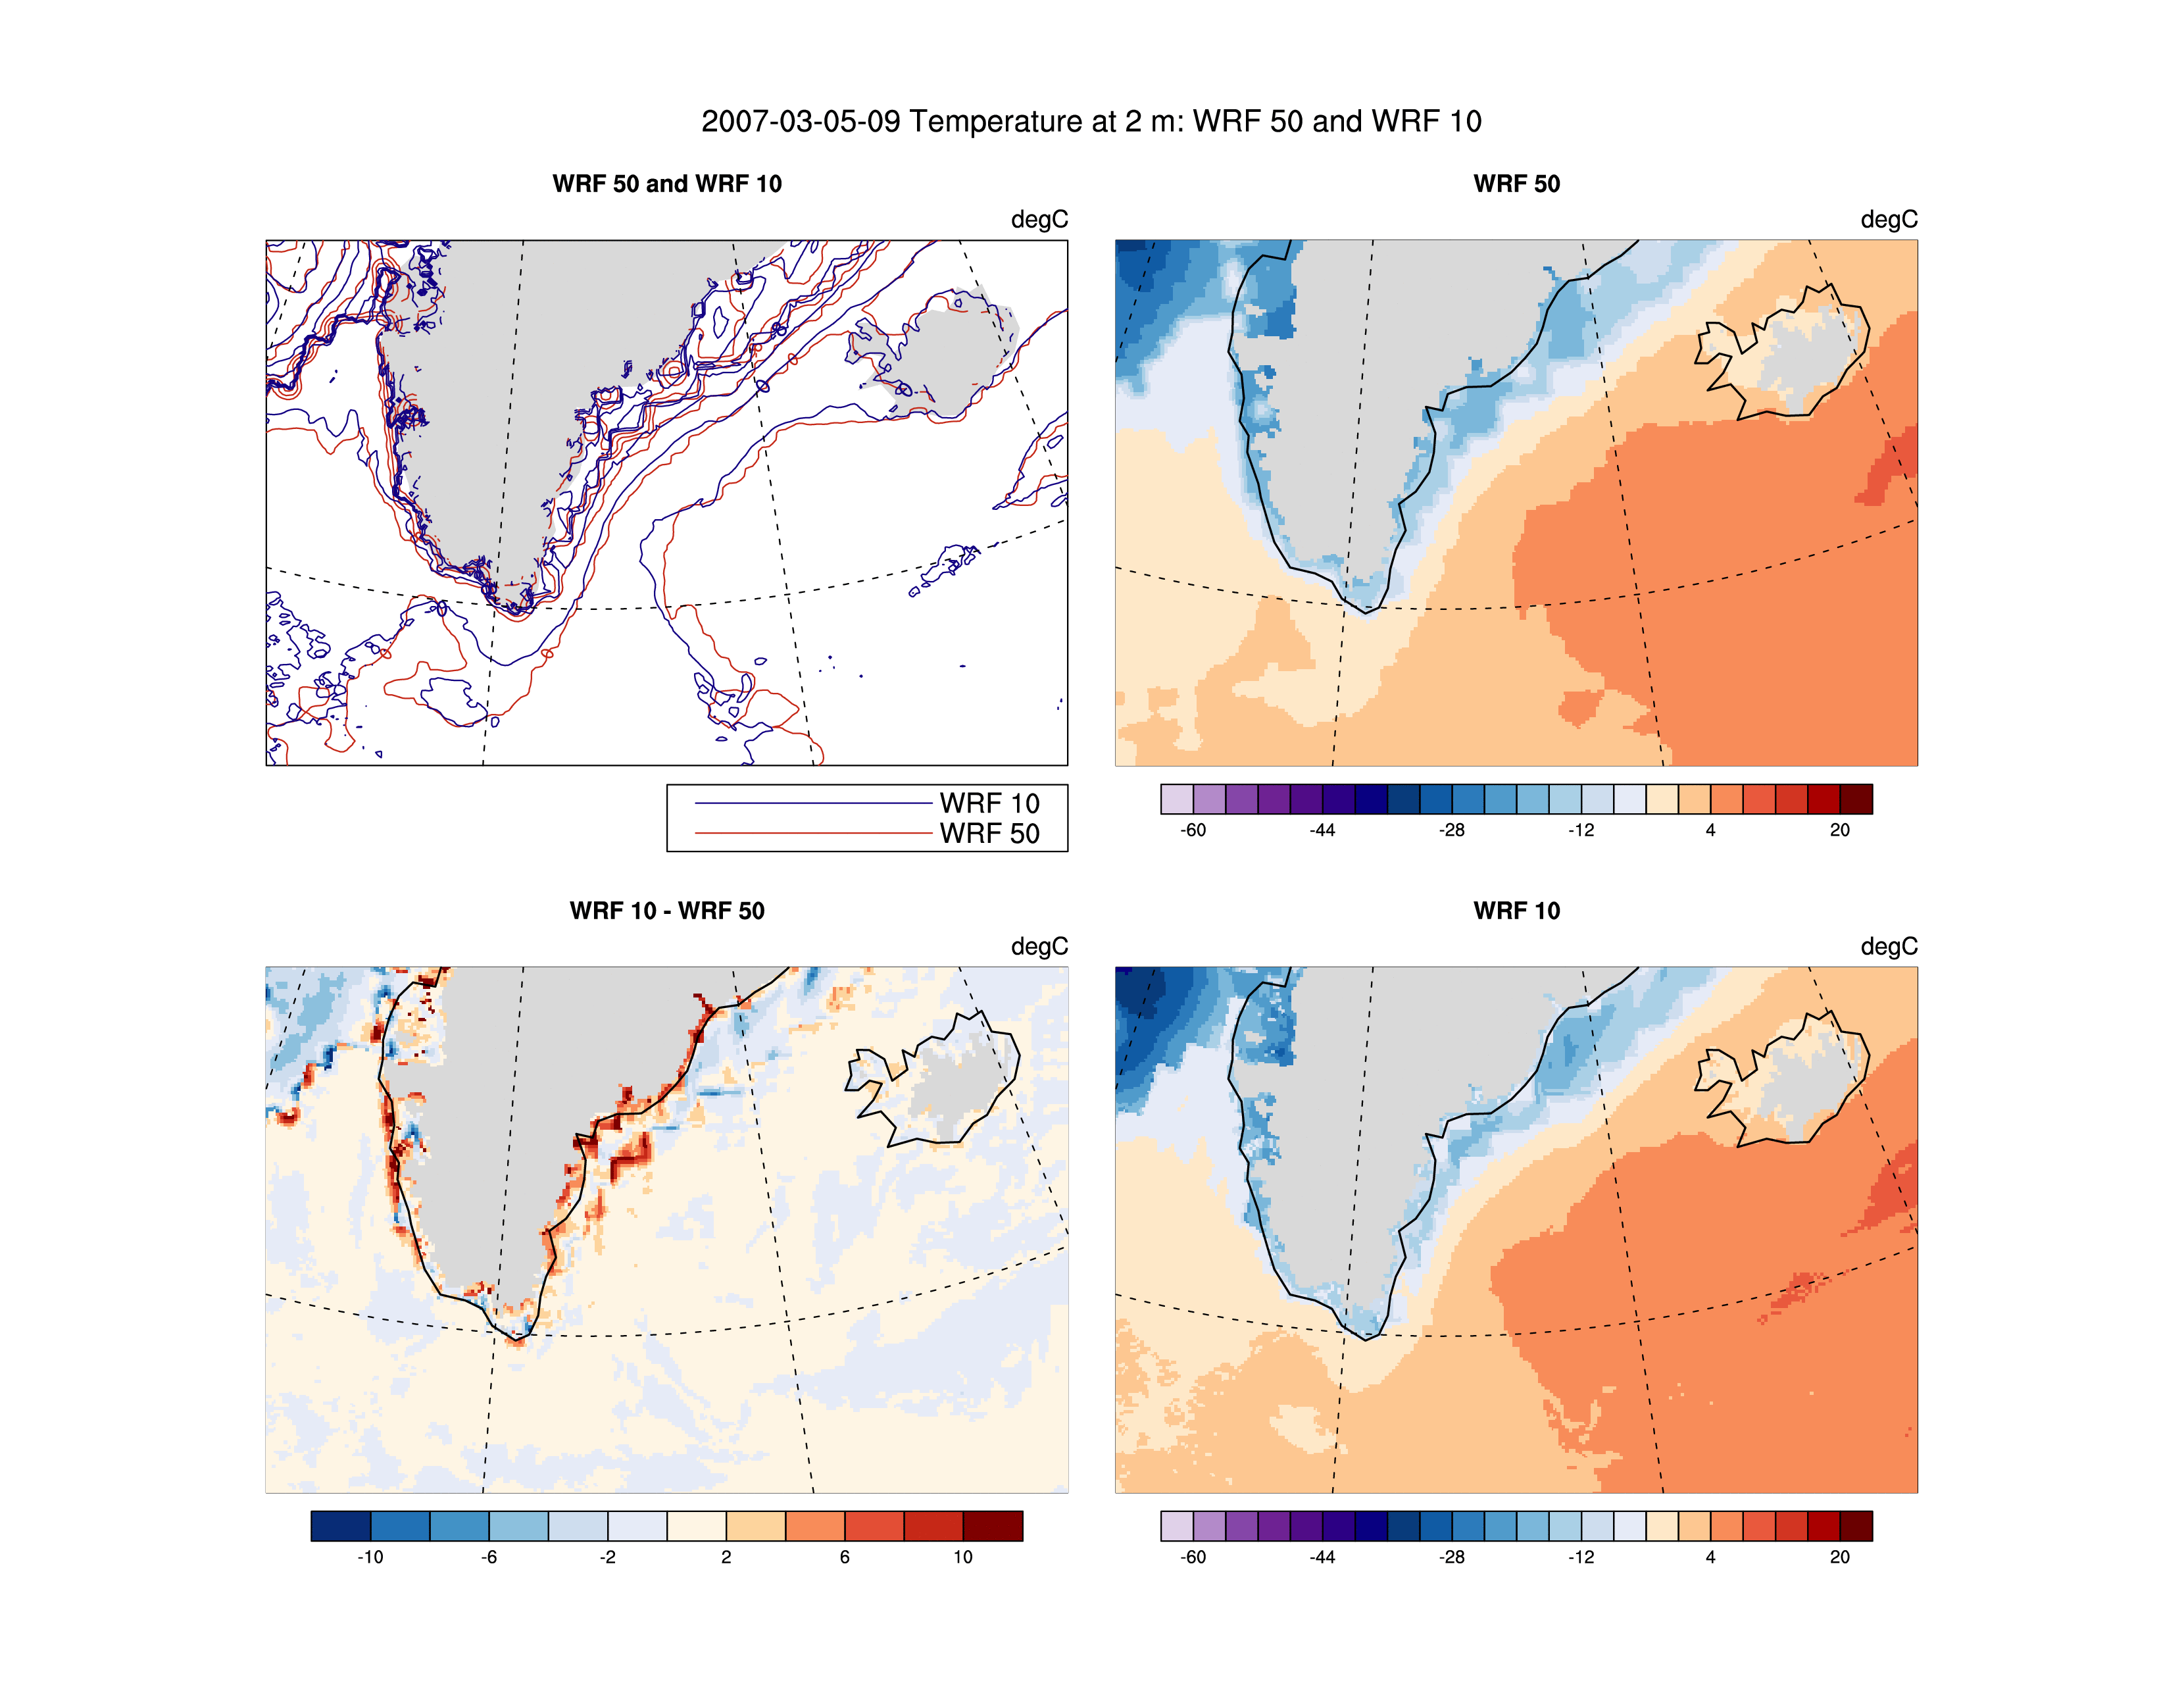 2007-03-05-09 Temperature at 2 m: WRF 50 and WRF 10
WRF 50 and WRF 10
degC
WRF 10
WRF 50
WRF 50
degC
-60 -44 -28 -12 4 20
WRF 10 - WRF 50
degC
-10 -6 -2 2 6 10
WRF 10
degC
-60 -44 -28 -12 4 20